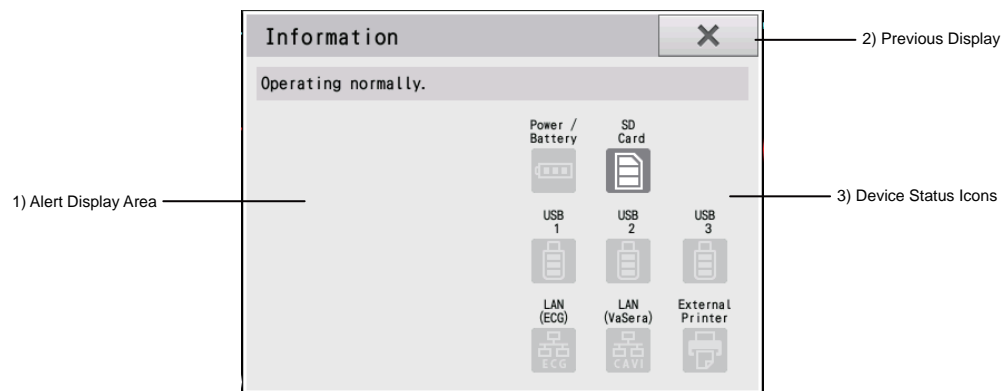 Information
2) Previous Display
Operating normally.
Power /
Battery
SD
Card
1) Alert Display Area
3) Device Status Icons
USB
1
USB
2
USB
3
LAN
(ECG)
LAN
(VaSera)
External
Printer
ECG
CAVI